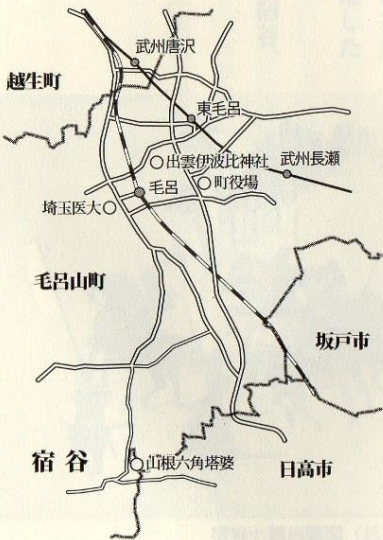 武州唐沢
越生町
東毛呂
出雲伊波比神社
武州長瀬
毛呂
町役場
埼玉医大
毛呂山町
坂戸市
宿谷
山根六角塔婆
日高市